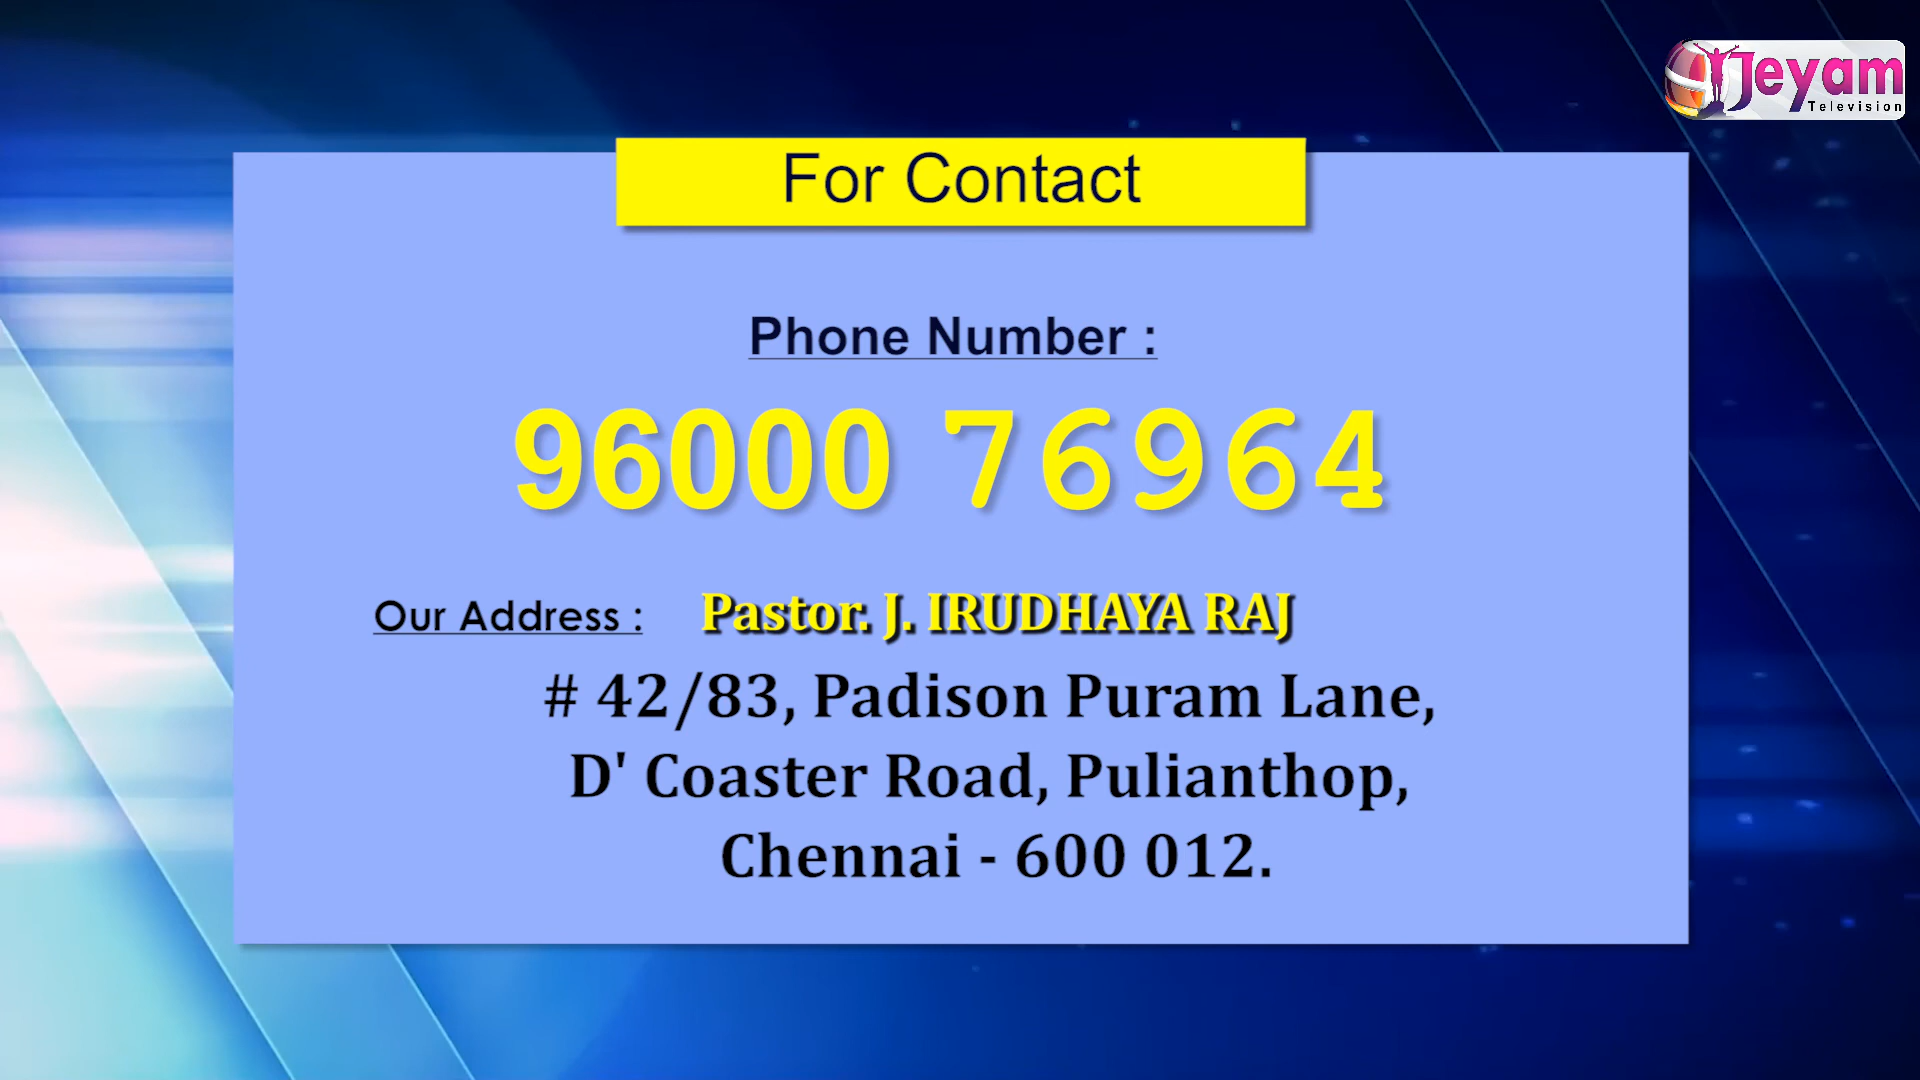 Jeyam
Television
For Contact
Phone Number :
96000 76964
Our Address : Pastor. J. IRUDHAYA RAJ
# 42/83, Padison Puram Lane,
D' Coaster Road, Pulianthop,
Chennai - 600 012.